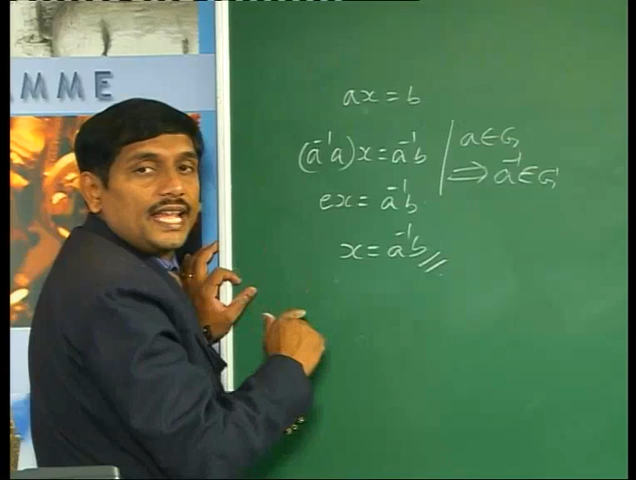 AMME
ax = b
(a⁻¹a)x = a⁻¹b
ex = a⁻¹b
x = a⁻¹b //
a ∈ G
⇒ a⁻¹ ∈ G